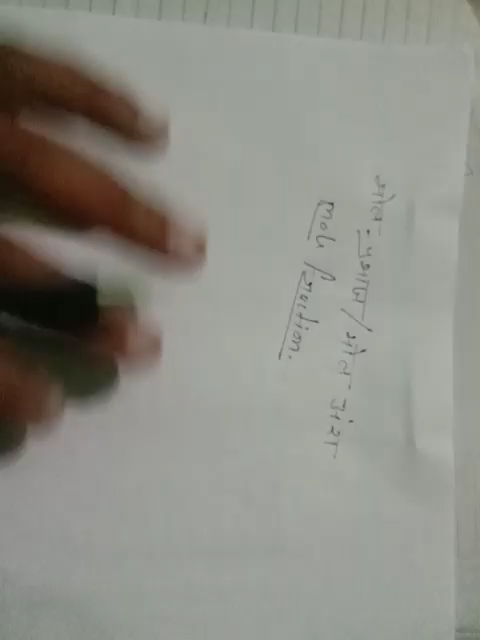 मोल-प्रभाज / मोल अंश
mole fraction.